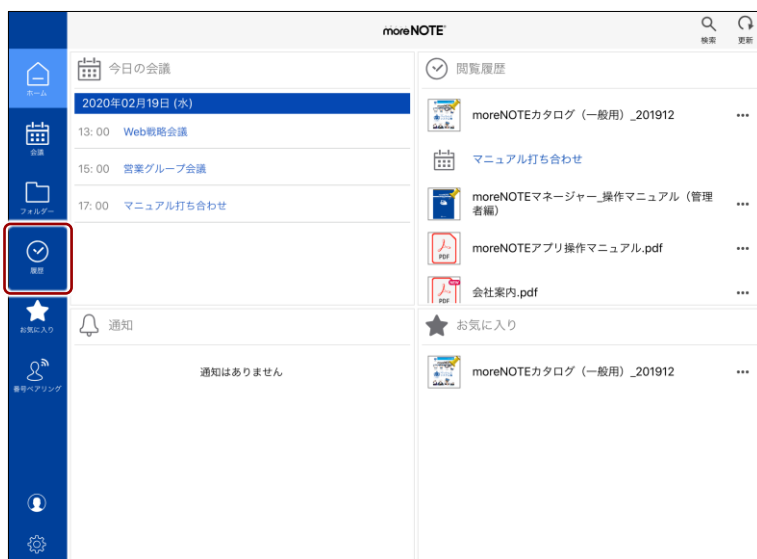 moreNOTE
検索
更新
ホーム
会議
フォルダー
履歴
お気に入り
番号ペアリング
今日の会議
2020年02月19日 (水)
13: 00 Web戦略会議
15: 00 営業グループ会議
17: 00 マニュアル打ち合わせ
閲覧履歴
moreNOTEカタログ（一般用）_201912
マニュアル打ち合わせ
moreNOTEマネージャー_操作マニュアル（管理
者編）
PDF
moreNOTEアプリ操作マニュアル.pdf
PDF
会社案内.pdf
通知
通知はありません
お気に入り
moreNOTEカタログ（一般用）_201912